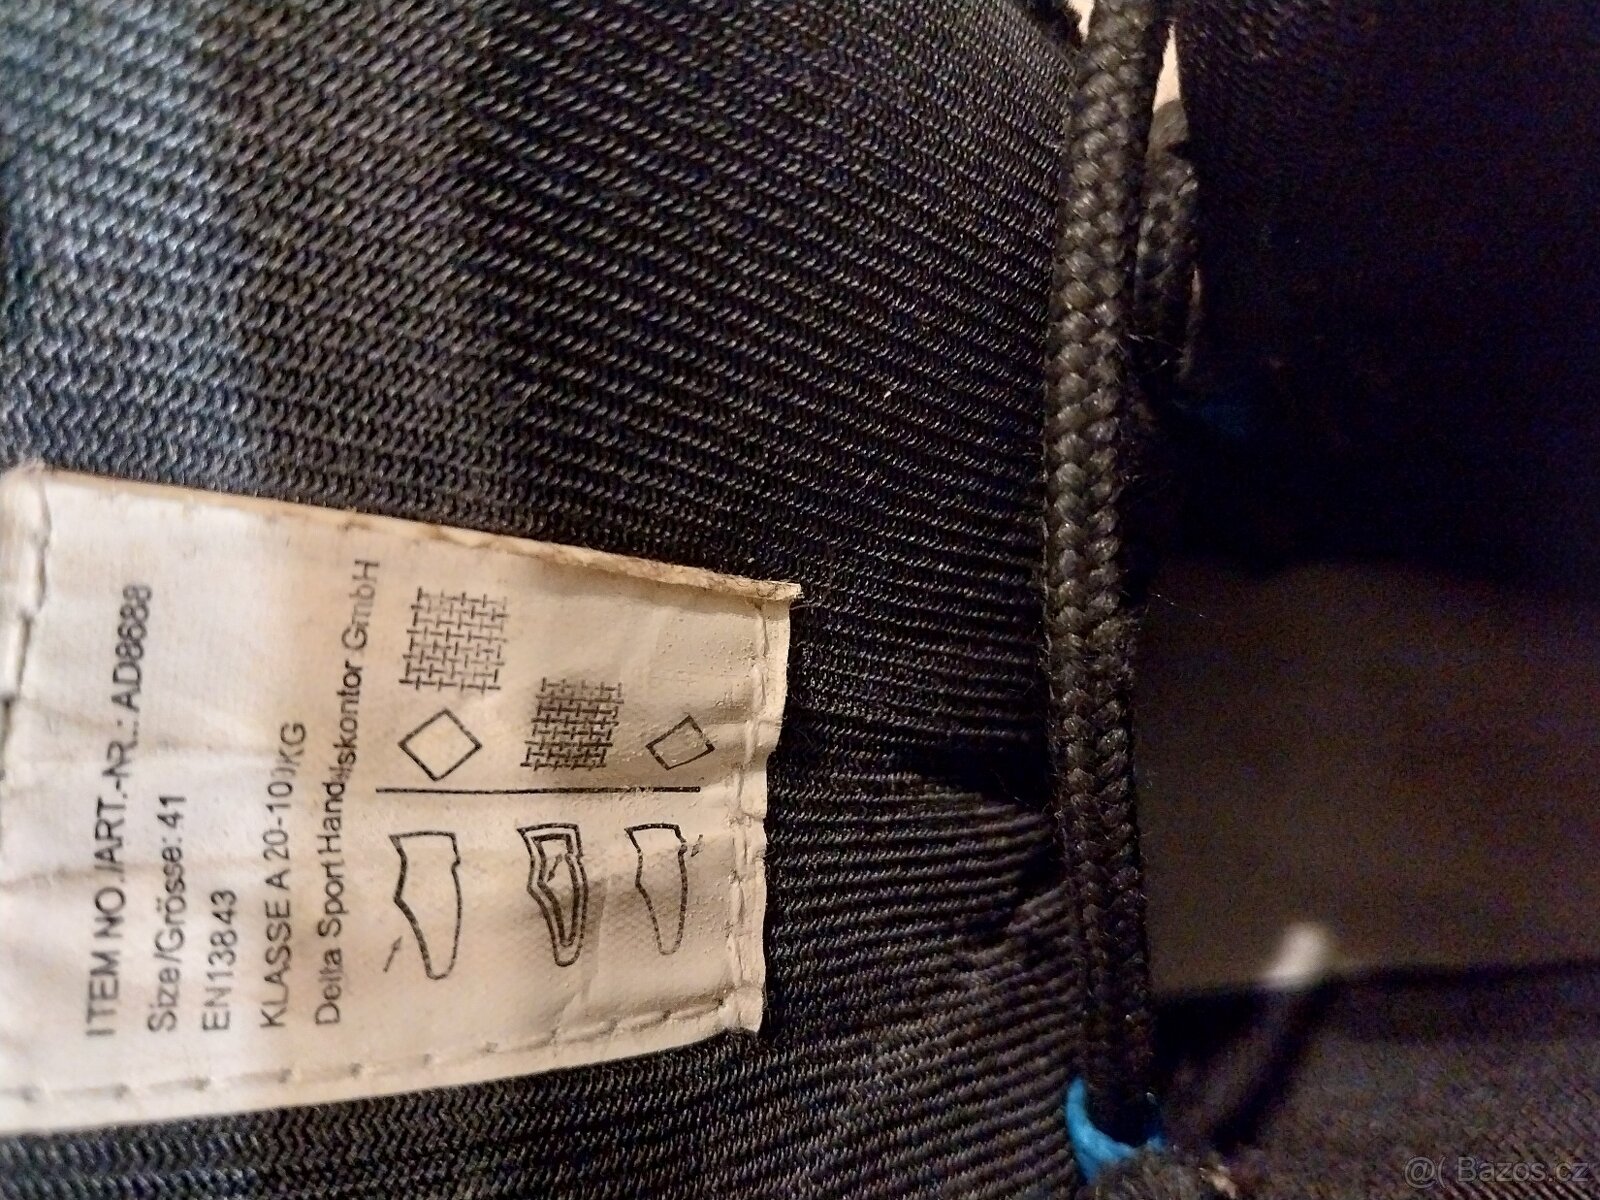 ITEM NO./ART.-NR.: AD8688
Size/Grösse: 41
EN13843
KLASSE A 20-100KG
Delta Sport Handelskontor GmbH
@( Bazos.cz